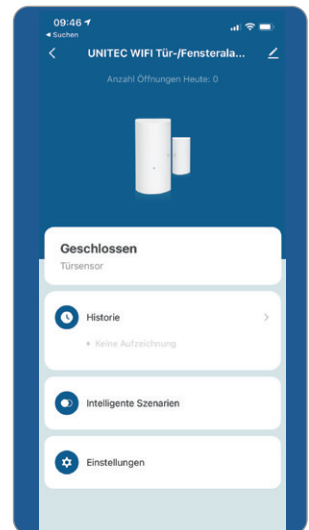 09:46
◂ Suchen
UNITEC WIFI Tür-/Fensterala...
Anzahl Öffnungen Heute: 0
Geschlossen
Türsensor
Historie
Keine Aufzeichnung
Intelligente Szenarien
Einstellungen